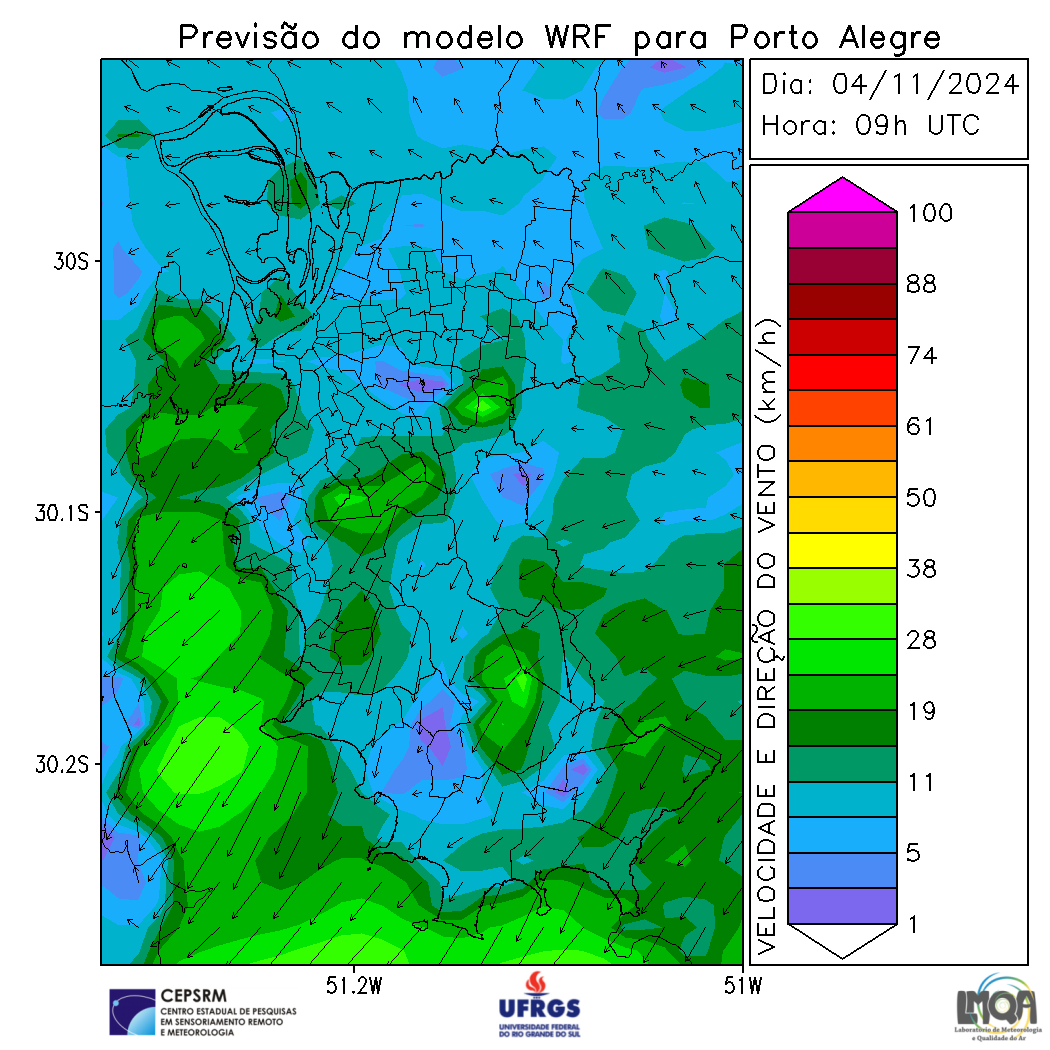 Previsão do modelo WRF para Porto Alegre
Dia: 04/11/2024
Hora: 09h UTC
30S
30.1S
30.2S
51.2W
51W
VELOCIDADE E DIREÇÃO DO VENTO (km/h)
100
88
74
61
50
38
28
19
11
5
1
CEPSRM
CENTRO ESTADUAL DE PESQUISAS
EM SENSORIAMENTO REMOTO
E METEOROLOGIA
UFRGS
UNIVERSIDADE FEDERAL
DO RIO GRANDE DO SUL
LMQA
Laboratório de Meteorologia
e Qualidade do Ar